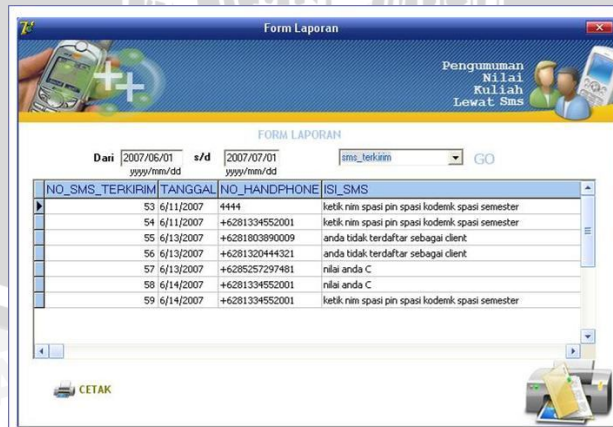 Form Laporan
Pengumuman
Nilai
Kuliah
Lewat Sms
FORM LAPORAN
Dari 2007/06/01 s/d 2007/07/01 sms_terkirim GO
yyyy/mm/dd yyyy/mm/dd
NO_SMS_TERKIRIM TANGGAL NO_HANDPHONE ISI_SMS
53 6/11/2007 4444 ketik nim spasi pin spasi kodemk spasi semester
54 6/11/2007 +6281334552001 ketik nim spasi pin spasi kodemk spasi semester
55 6/13/2007 +6281803890009 anda tidak terdaftar sebagai client
56 6/13/2007 +6281320444321 anda tidak terdaftar sebagai client
57 6/13/2007 +6285257297481 nilai anda C
58 6/14/2007 +6281334552001 nilai anda C
59 6/14/2007 +6281334552001 ketik nim spasi pin spasi kodemk spasi semester
CETAK